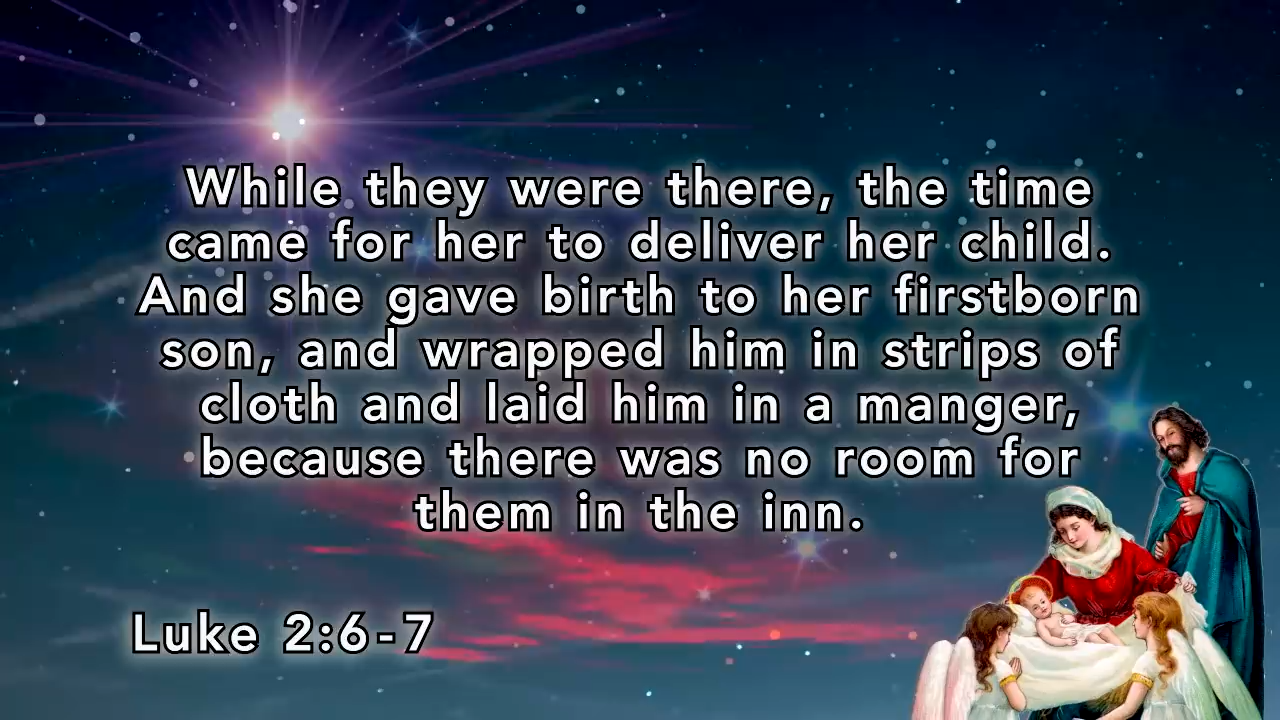 While they were there, the time
came for her to deliver her child.
And she gave birth to her firstborn
son, and wrapped him in strips of
cloth and laid him in a manger,
because there was no room for
them in the inn.
Luke 2:6-7